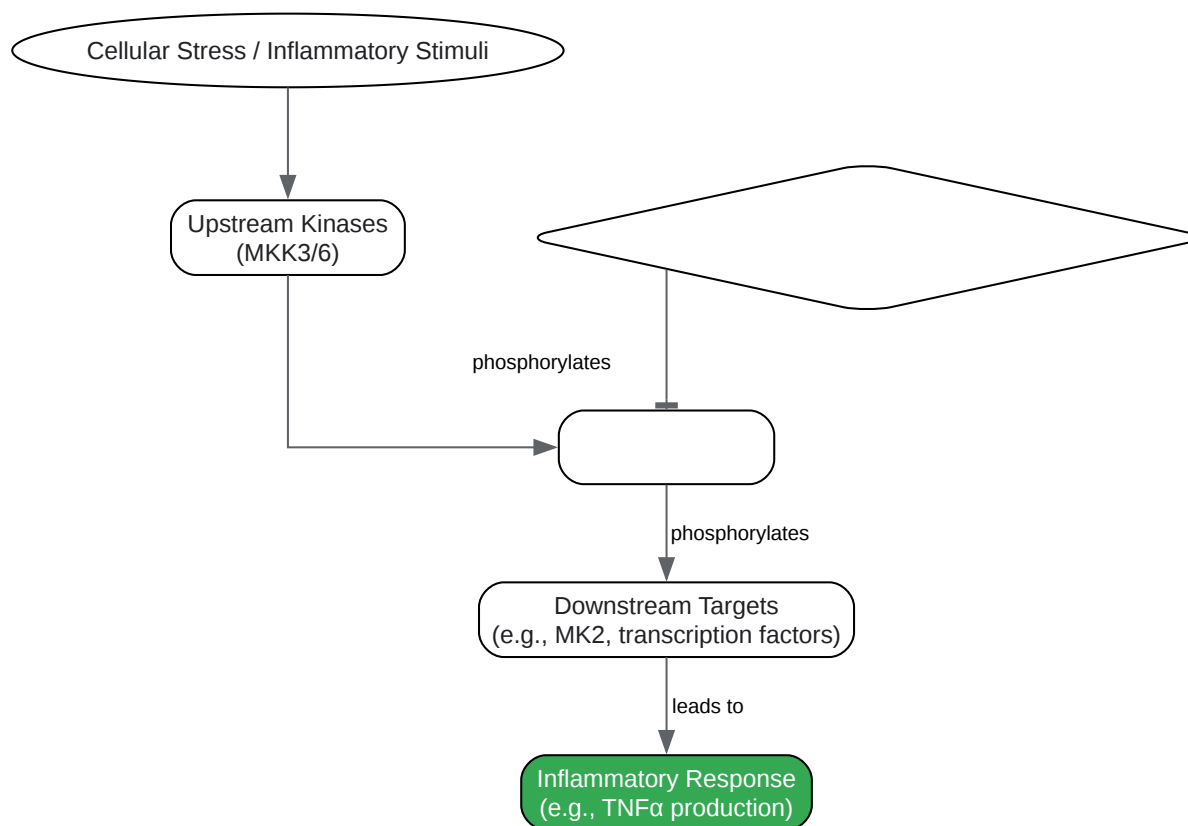 Cellular Stress / Inflammatory Stimuli
Upstream Kinases
(MKK3/6)
phosphorylates
phosphorylates
Downstream Targets
(e.g., MK2, transcription factors)
leads to
Inflammatory Response
(e.g., TNFα production)